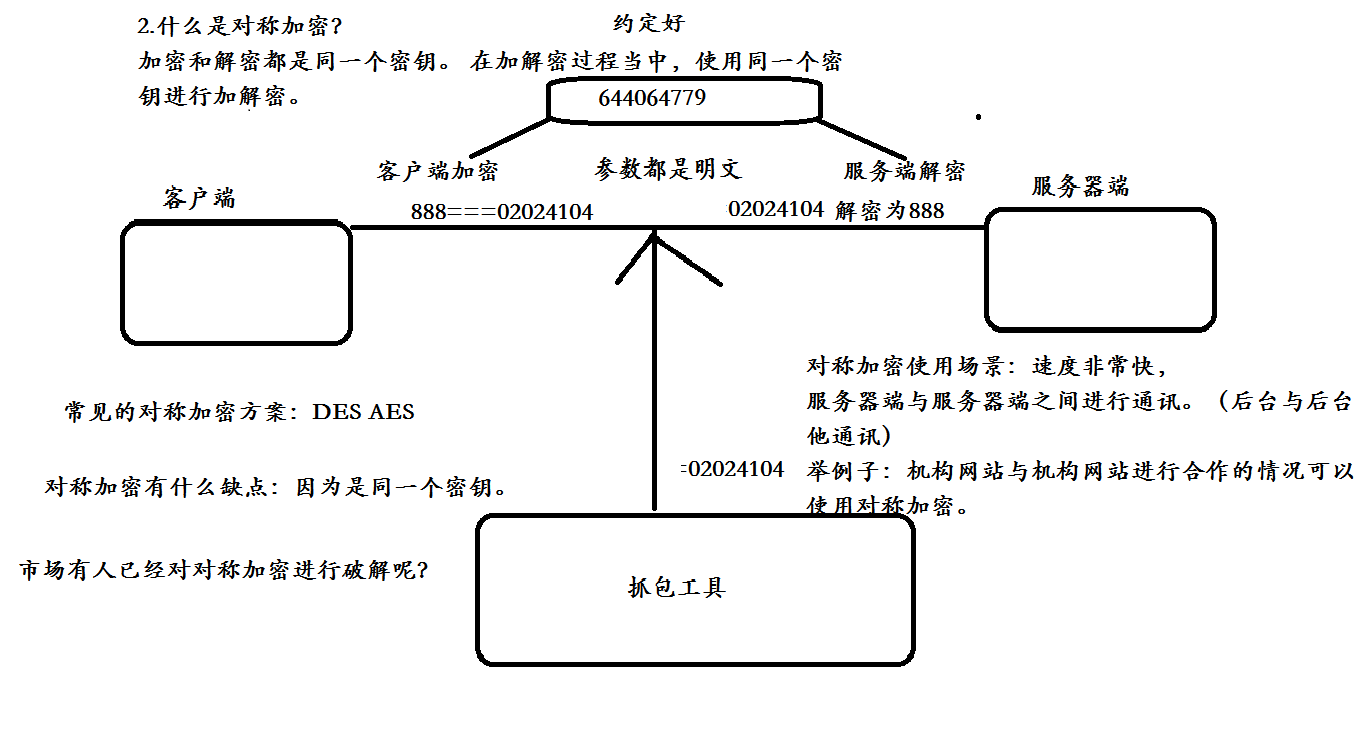 2.什么是对称加密？
约定好
加密和解密都是同一个密钥。 在加解密过程当中，使用同一个密
钥进行加解密。
644064779
客户端加密
参数都是明文
服务端解密
客户端
服务器端
888===02024104
02024104 解密为888
对称加密使用场景：速度非常快，
服务器端与服务器端之间进行通讯。（后台与后台
他通讯）
常见的对称加密方案：DES AES
=02024104
举例子：机构网站与机构网站进行合作的情况可以
使用对称加密。
对称加密有什么缺点：因为是同一个密钥。
市场有人已经对对称加密进行破解呢？
抓包工具